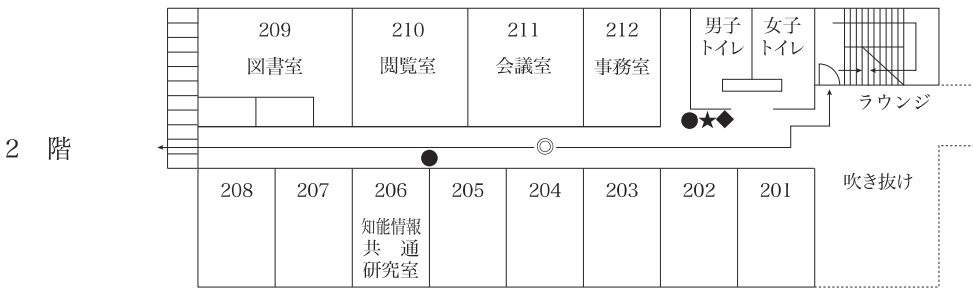 209
図書室
210
閲覧室
211
会議室
212
事務室
男子
トイレ
女子
トイレ
ラウンジ
2 階
吹き抜け
208
207
206
知能情報
共 通
研究室
205
204
203
202
201